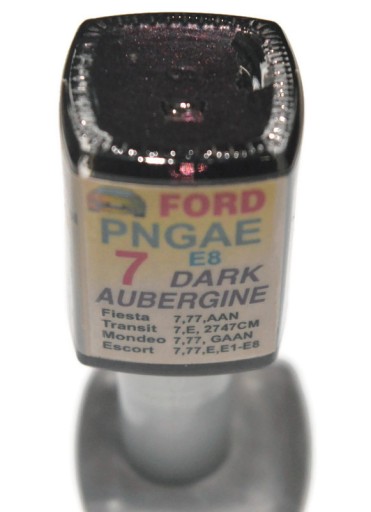 FORD
PNGAE
7 E8
DARK
AUBERGINE
Fiesta 7,77,AAN
Transit 7,E, 2747CM
Mondeo 7,77, GAAN
Escort 7,77,E,E1-E8